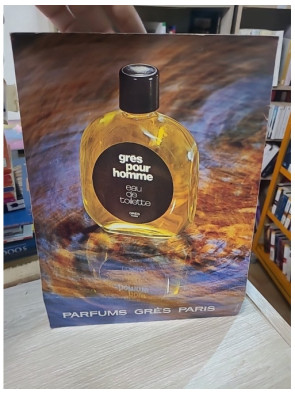 grès
pour
homme
eau
de
toilette
PARFUMS GRÈS PARIS